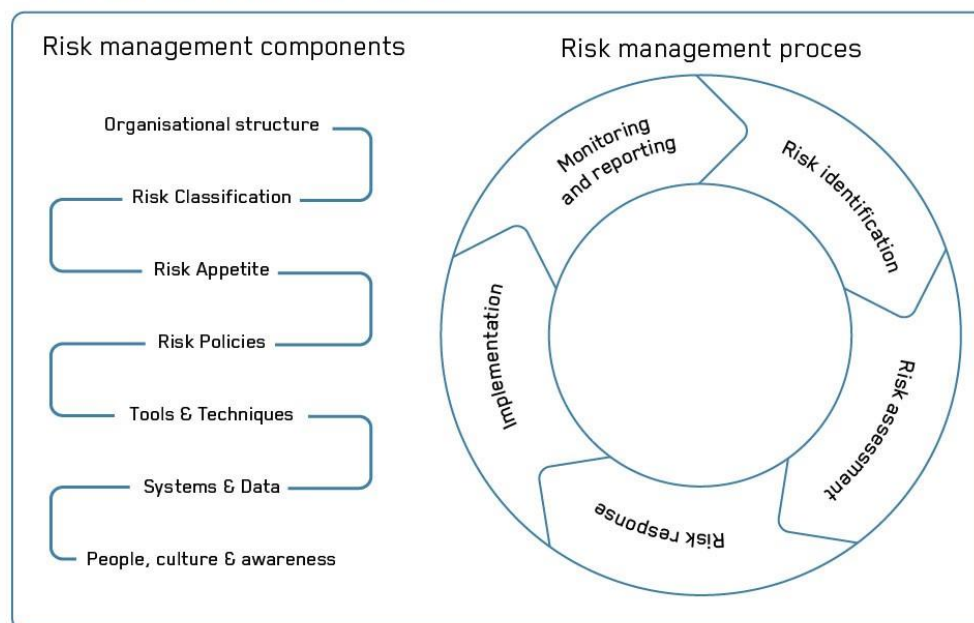 Risk management components
Organisational structure
Risk Classification
Risk Appetite
Risk Policies
Tools & Techniques
Systems & Data
People, culture & awareness
Risk management proces
Monitoring
and reporting
Risk identification
Risk assessment
Risk response
Implementation